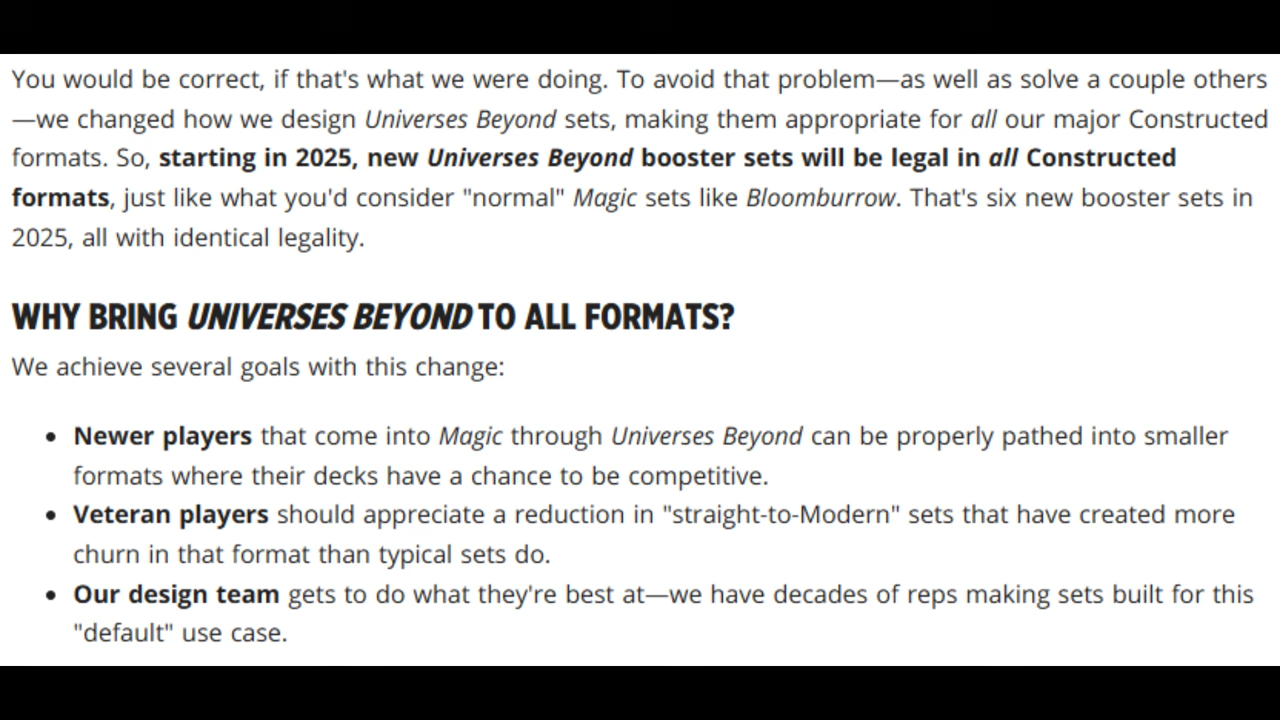 You would be correct, if that's what we were doing. To avoid that problem—as well as solve a couple others
—we changed how we design Universes Beyond sets, making them appropriate for all our major Constructed
formats. So, starting in 2025, new Universes Beyond booster sets will be legal in all Constructed
formats, just like what you'd consider "normal" Magic sets like Bloomburrow. That's six new booster sets in
2025, all with identical legality.
WHY BRING UNIVERSES BEYOND TO ALL FORMATS?
We achieve several goals with this change:
• Newer players that come into Magic through Universes Beyond can be properly pathed into smaller
formats where their decks have a chance to be competitive.
• Veteran players should appreciate a reduction in "straight-to-Modern" sets that have created more
churn in that format than typical sets do.
• Our design team gets to do what they're best at—we have decades of reps making sets built for this
"default" use case.